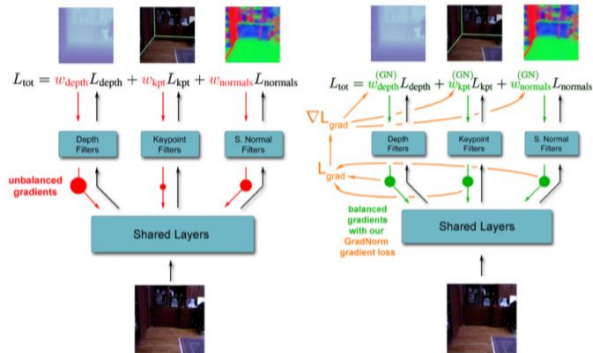 L_tot = w_depth L_depth + w_kpt L_kpt + w_normals L_normals
Depth
Filters
Keypoint
Filters
S. Normal
Filters
unbalanced
gradients
Shared Layers
L_tot = w_depth^(GN) L_depth + w_kpt^(GN) L_kpt + w_normals^(GN) L_normals
∇L_grad
Depth
Filters
Keypoint
Filters
S. Normal
Filters
L_grad
balanced
gradients
with our
GradNorm
gradient loss
Shared Layers